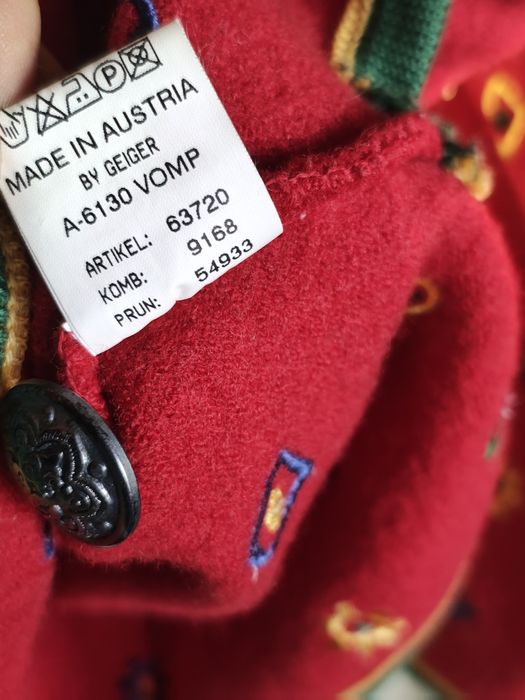 P
MADE IN AUSTRIA
BY GEIGER
A-6130 VOMP
ARTIKEL: 63720
KOMB: 9168
PRUN: 54933